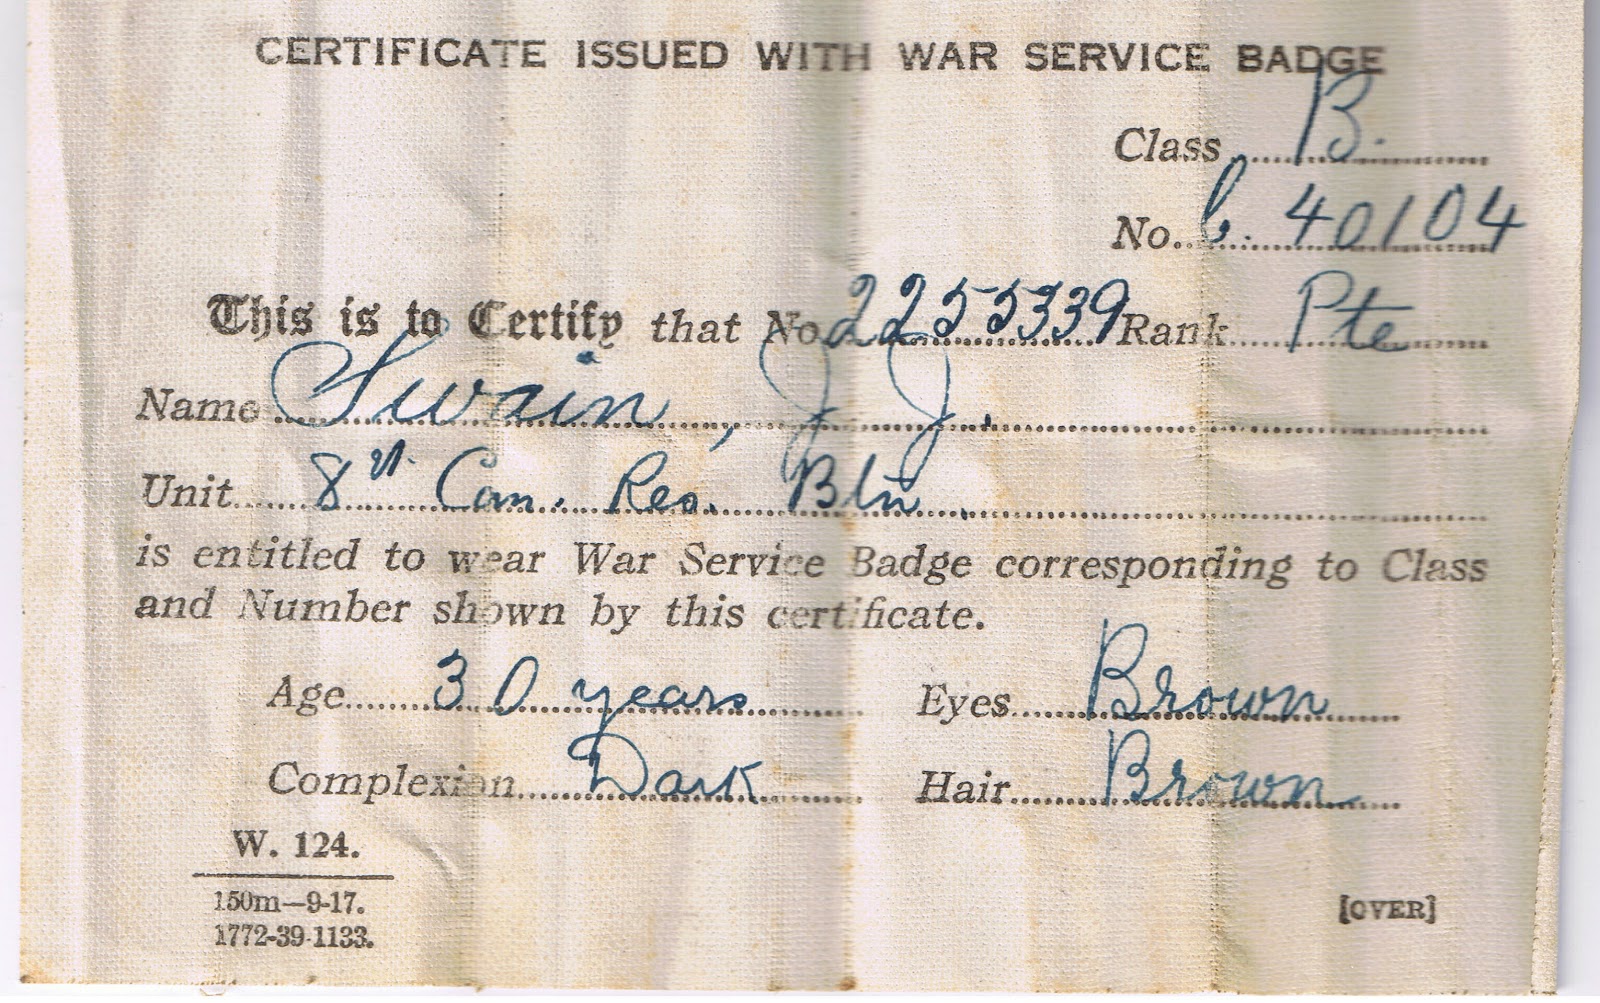 CERTIFICATE ISSUED WITH WAR SERVICE BADGE
Class B.
No. C. 40104
This is to Certify that No 2255339 Rank Pte
Name Swain, J J.
Unit 8th. Can. Res. Btn.
is entitled to wear War Service Badge corresponding to Class
and Number shown by this certificate.
Age 30 years Eyes Brown
Complexion Dark Hair Brown
W. 124.
150m—9-17.
1772-39-1133.
[OVER]